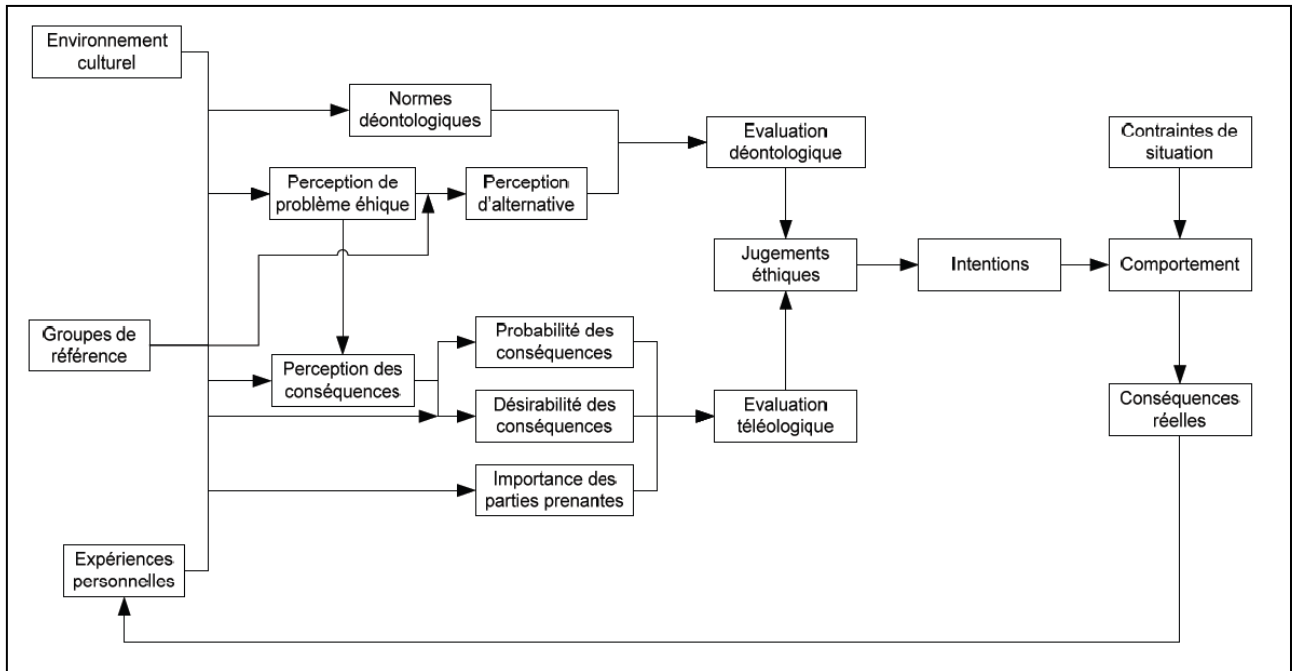 Environnement
culturel
Normes
déontologiques
Evaluation
déontologique
Contraintes de
situation
Perception de
problème éhique
Perception
d'alternative
Jugements
éthiques
Intentions
Comportement
Groupes de
référence
Probabilité des
conséquences
Perception des
conséquences
Désirabilité des
conséquences
Evaluation
téléologique
Conséquences
réelles
Importance des
parties prenantes
Expériences
personnelles